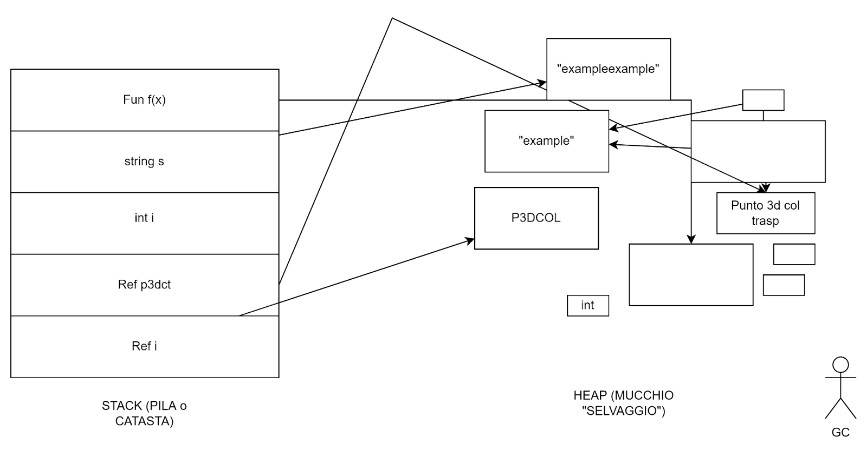 Fun f(x)
string s
int i
Ref p3dct
Ref i
STACK (PILA o
CATASTA)
"exampleexample"
"example"
P3DCOL
Punto 3d col
trasp
int
HEAP (MUCCHIO
"SELVAGGIO")
GC